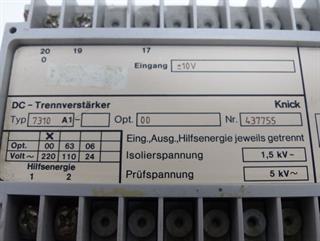 20 19 17
0
Eingang ±10V
DC - Trennverstärker Knick
Typ 7310 A1- Opt. 00 Nr. 437755
X
Opt. 00 63 06
Volt~ 220 110 24
Hilfsenergie
1 2
Eing.,Ausg.,Hilfsenergie jeweils getrennt
Isolierspannung 1,5 kV-
Prüfspannung 5 kV~